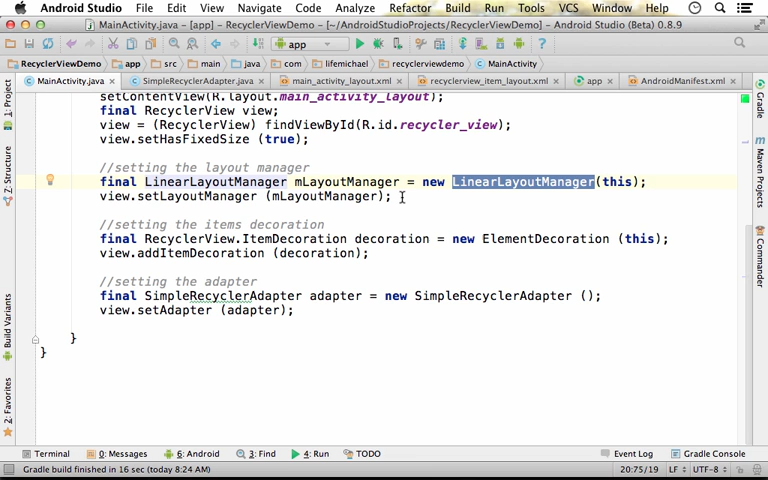 Android Studio File Edit View Navigate Code Analyze Refactor Build Run Tools VCS Window Help
MainActivity.java - [app] - RecyclerViewDemo - [~/AndroidStudioProjects/RecyclerViewDemo] - Android Studio (Beta) 0.8.9
app
RecyclerViewDemo app src main java com lifemichael recyclerviewdemo MainActivity
MainActivity.java SimpleRecyclerAdapter.java main_activity_layout.xml recyclerview_item_layout.xml app AndroidManifest.xml
1: Project
7: Structure
Build Variants
2: Favorites
setContentView(R.layout.main_activity_layout);
final RecyclerView view;
view = (RecyclerView) findViewById(R.id.recycler_view);
view.setHasFixedSize (true);
//setting the layout manager
final LinearLayoutManager mLayoutManager = new LinearLayoutManager(this);
view.setLayoutManager (mLayoutManager);
//setting the items decoration
final RecyclerView.ItemDecoration decoration = new ElementDecoration (this);
view.addItemDecoration (decoration);
//setting the adapter
final SimpleRecyclerAdapter adapter = new SimpleRecyclerAdapter ();
view.setAdapter (adapter);
}
}
Gradle
Maven Projects
Commander
Terminal 0: Messages 6: Android 3: Find 4: Run TODO Event Log Gradle Console
Gradle build finished in 16 sec (today 8:24 AM) 20:75/19 LF UTF-8